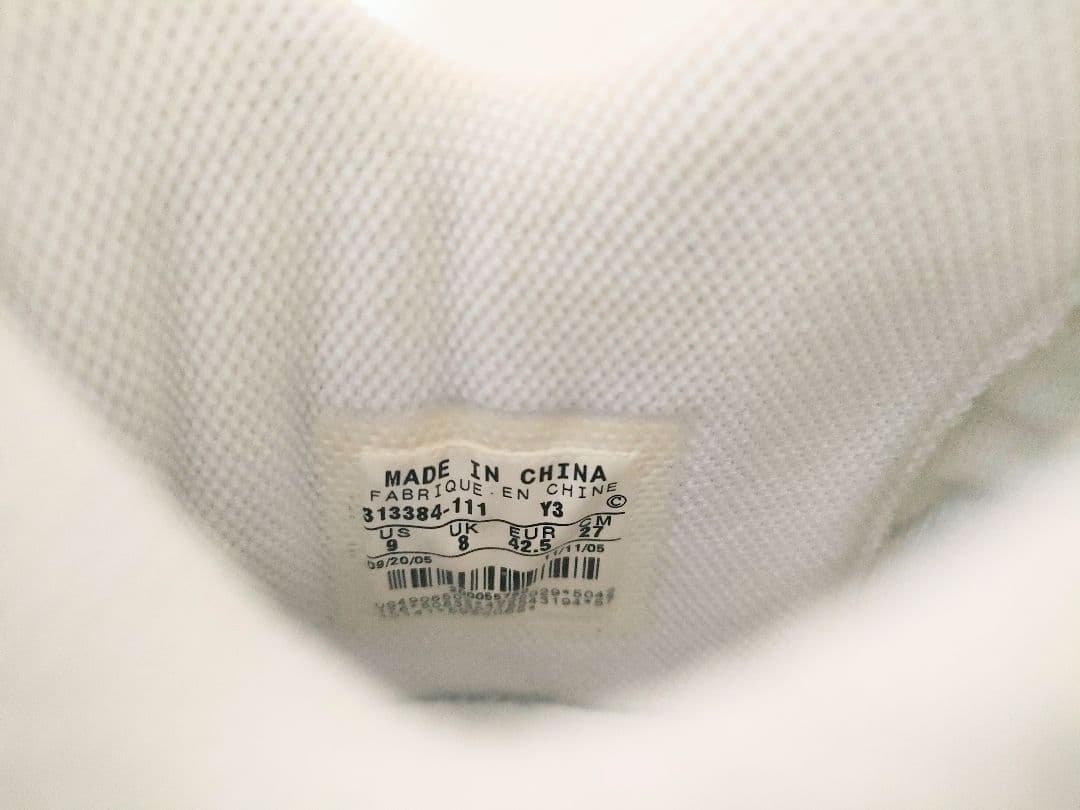 MADE IN CHINA
FABRIQUE EN CHINE
313384-111 Y3 ©
US UK EUR CM
9 8 42.5 27
09/20/05 11/11/05